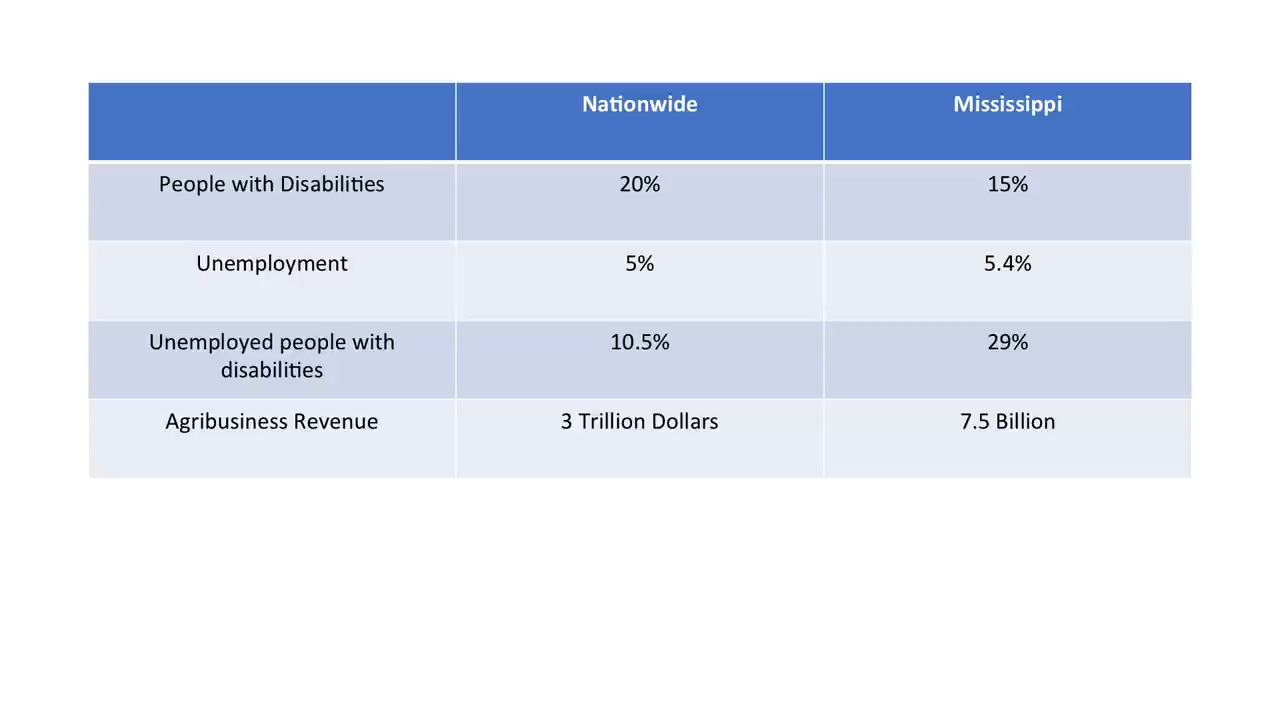 Nationwide Mississippi
People with Disabilities 20% 15%
Unemployment 5% 5.4%
Unemployed people with 10.5% 29%
disabilities
Agribusiness Revenue 3 Trillion Dollars 7.5 Billion